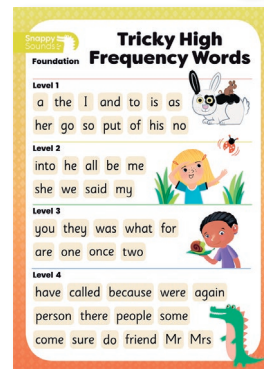 Snappy
Sounds
Foundation
Tricky High
Frequency Words
Level 1
a the I and to is as
her go so put of his no
Level 2
into he all be me
she we said my
Level 3
you they was what for
are one once two
Level 4
have called because were again
person there people some
come sure do friend Mr Mrs